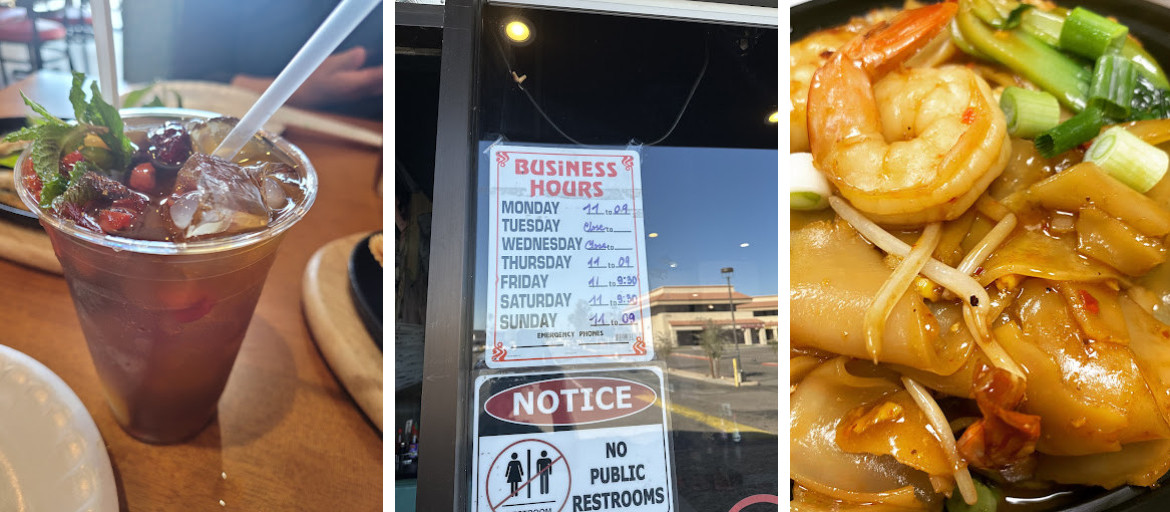 BUSINESS
HOURS
MONDAY 11 to 09
TUESDAY Close to
WEDNESDAY Close to
THURSDAY 11 to 09
FRIDAY 11 to 9:30
SATURDAY 11 to 9:30
SUNDAY 11 to 09
EMERGENCY PHONES
NOTICE
NO
PUBLIC
RESTROOMS